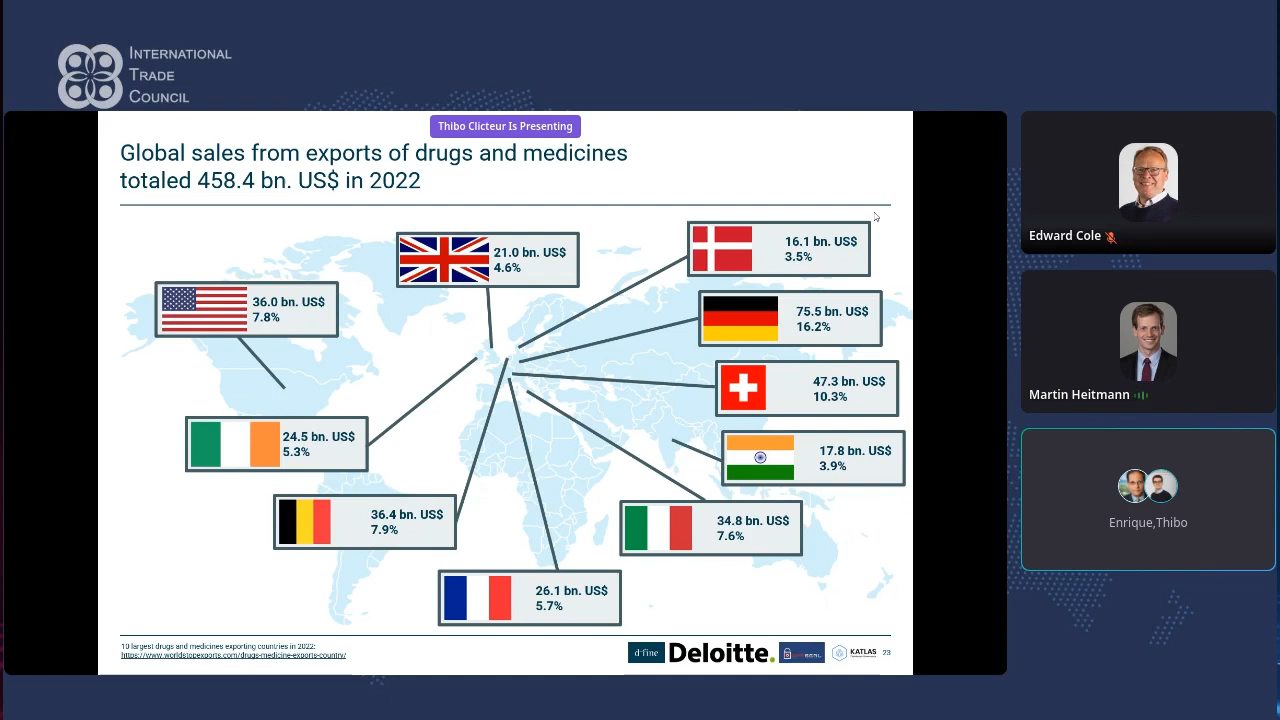 INTERNATIONAL
TRADE
COUNCIL
Thibo Clicteur Is Presenting
Global sales from exports of drugs and medicines
totaled 458.4 bn. US$ in 2022
21.0 bn. US$
4.6%
16.1 bn. US$
3.5%
36.0 bn. US$
7.8%
75.5 bn. US$
16.2%
47.3 bn. US$
10.3%
24.5 bn. US$
5.3%
17.8 bn. US$
3.9%
36.4 bn. US$
7.9%
34.8 bn. US$
7.6%
26.1 bn. US$
5.7%
10 largest drugs and medicines exporting countries in 2022:
https://www.worldstopexports.com/drugs-medicine-exports-country/
d-fine
Deloitte.
KATLAS
23
Edward Cole
Martin Heitmann
Enrique,Thibo